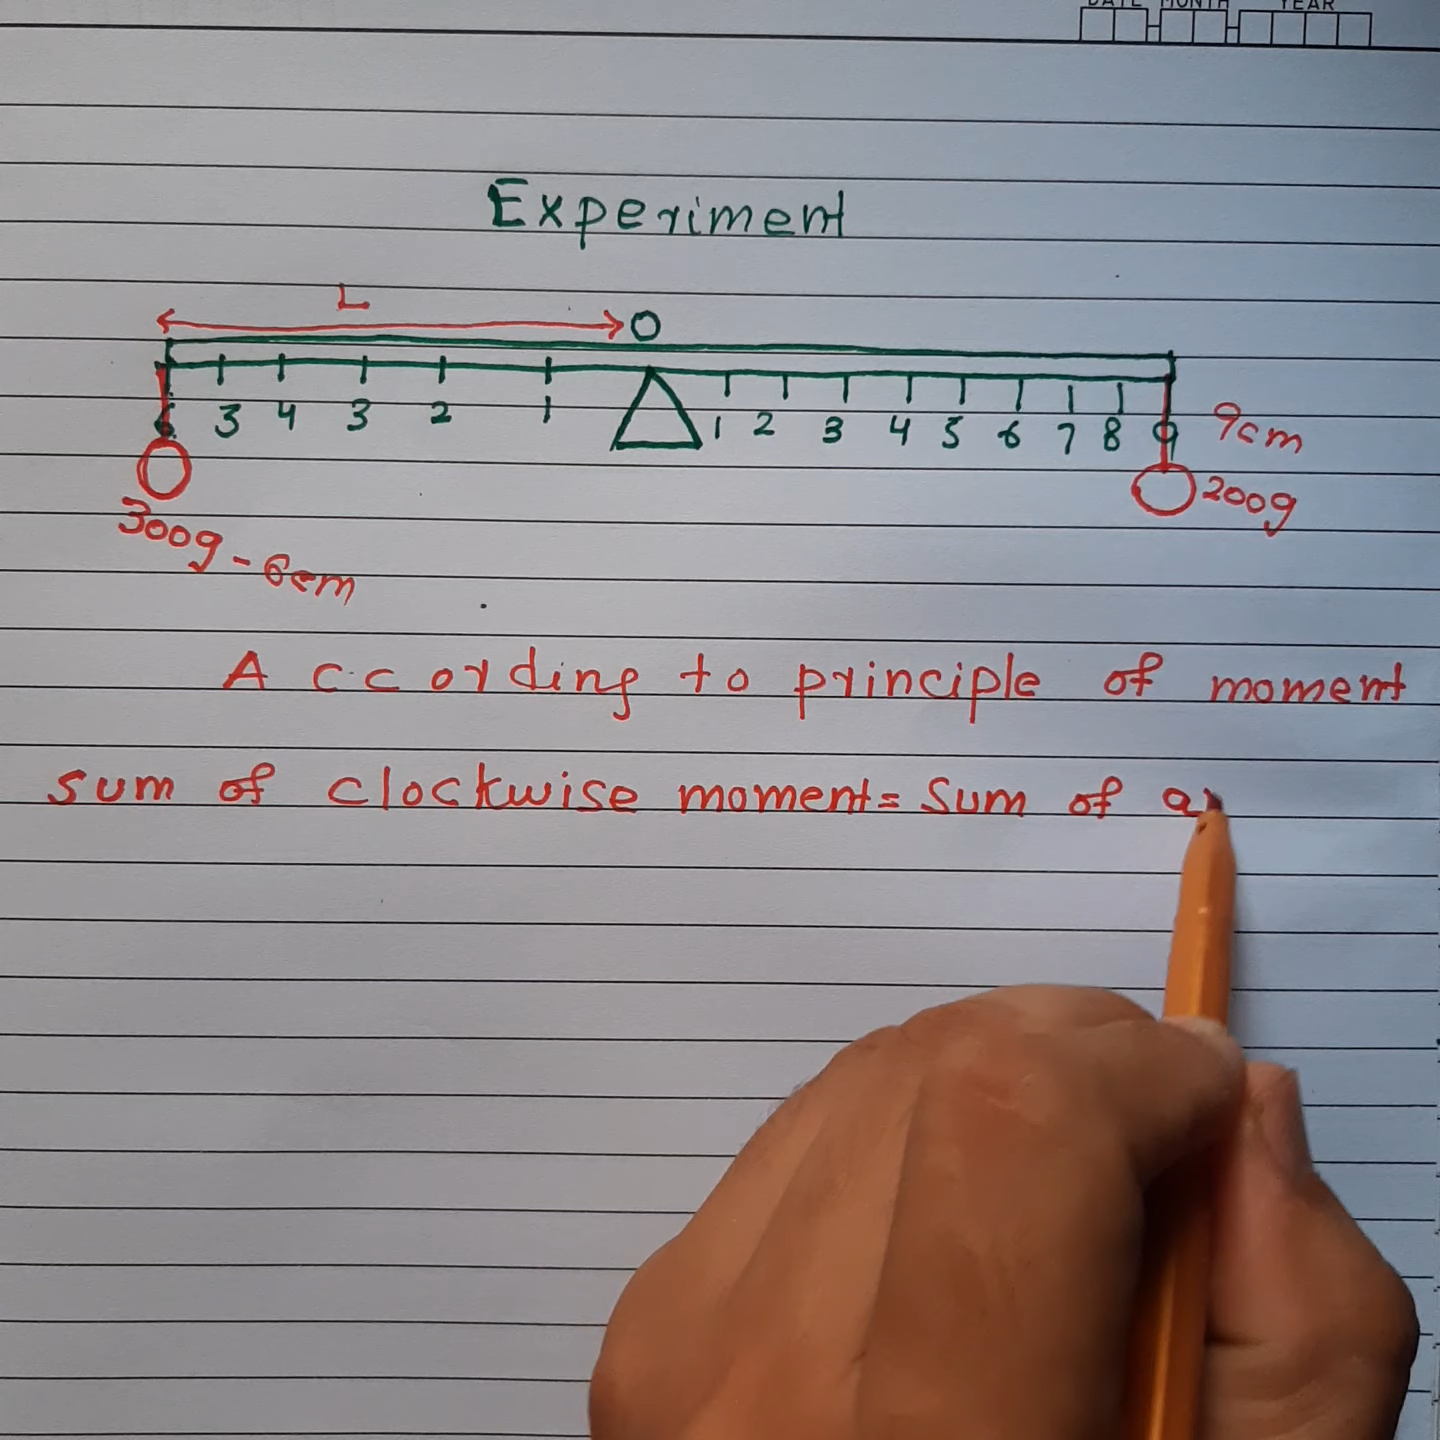 DATE MONTH YEAR
Experiment
L
O
3 4 3 2 1 1 2 3 4 5 6 7 8 9 9cm
300g - 6cm
200g
According to principle of moment
sum of clockwise moment = Sum of